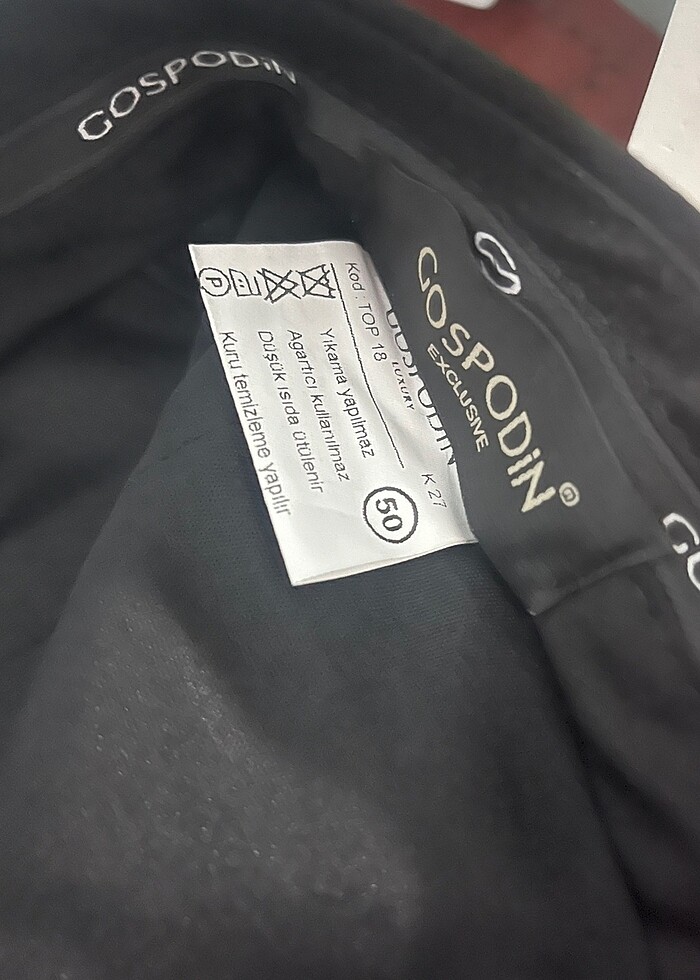 GOSPODiN
GOSPODiN®
EXCLUSIVE
GOSPODiN
LUXURY
K 27
Kod : TOP 18
50
Yıkama yapılmaz
Ağartıcı kullanılmaz
Düşük ısıda ütülenir
Kuru temizleme yapılır
P